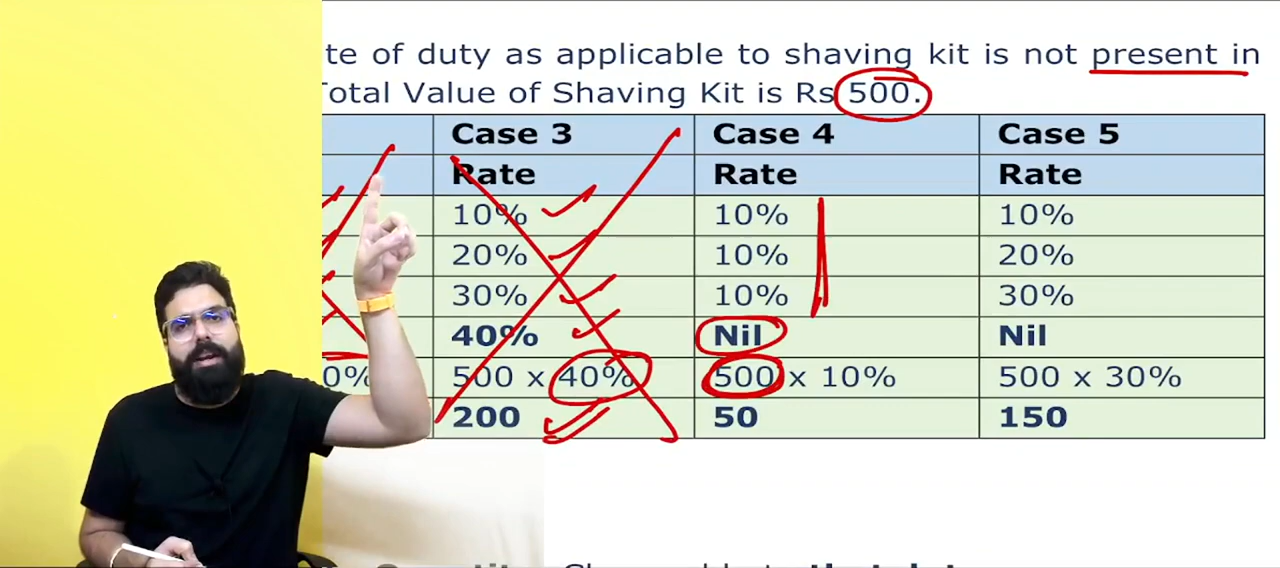 te of duty as applicable to shaving kit is not present in
Total Value of Shaving Kit is Rs 500.
Case 3 Case 4 Case 5
Rate Rate Rate
10% 10% 10%
20% 10% 20%
30% 10% 30%
40% Nil Nil
0% 500 x 40% 500 x 10% 500 x 30%
200 50 150